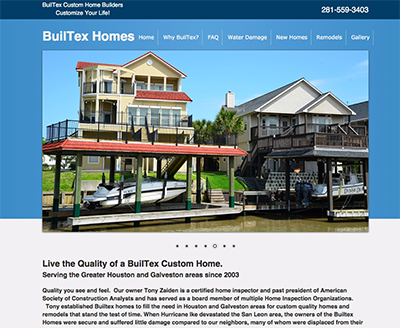 BuilTex Custom Home Builders
Customize Your Life!
281-559-3403
BuilTex Homes
Home
Why BuilTex?
FAQ
Water Damage
New Homes
Remodels
Gallery
Live the Quality of a BuilTex Custom Home.
Serving the Greater Houston and Galveston areas since 2003
Quality you see and feel. Our owner Tony Zaiden is a certified home inspector and past president of American
Society of Construction Analysts and has served as a board member of multiple Home Inspection Organizations.
Tony established Builtex homes to fill the need in Houston and Galveston areas for custom quality homes and
remodels that stand the teat of time. When Hurricane Ike devastated the San Leon area, the owners of the Builtex
Homes were secure and suffered little damage compared to our neighbors, many of whom were displaced from their